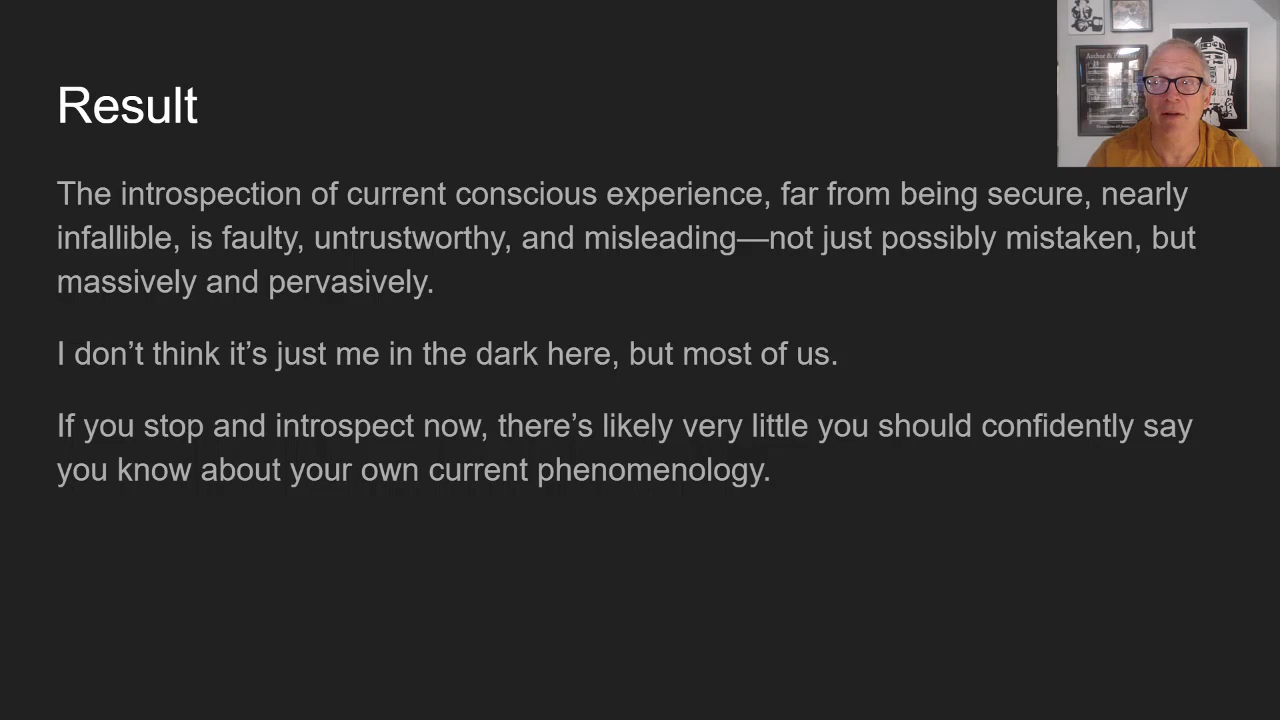 Result
The introspection of current conscious experience, far from being secure, nearly
infallible, is faulty, untrustworthy, and misleading—not just possibly mistaken, but
massively and pervasively.
I don’t think it’s just me in the dark here, but most of us.
If you stop and introspect now, there’s likely very little you should confidently say
you know about your own current phenomenology.